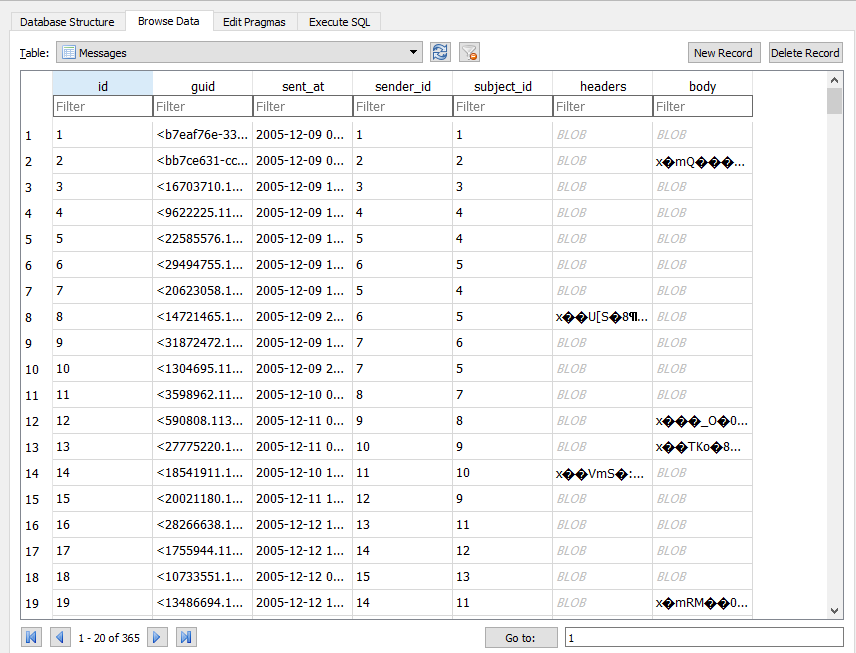 Database Structure Browse Data Edit Pragmas Execute SQL
Table: Messages New Record Delete Record
id guid sent_at sender_id subject_id headers body
Filter Filter Filter Filter Filter Filter Filter
1 1 <b7eaf76e-33... 2005-12-09 0... 1 1 BLOB BLOB
2 2 <bb7ce631-cc... 2005-12-09 0... 2 2 BLOB x�mQ���...
3 3 <16703710.1... 2005-12-09 1... 3 3 BLOB BLOB
4 4 <9622225.11... 2005-12-09 1... 4 4 BLOB BLOB
5 5 <22585576.1... 2005-12-09 1... 5 4 BLOB BLOB
6 6 <29494755.1... 2005-12-09 1... 6 5 BLOB BLOB
7 7 <20623058.1... 2005-12-09 1... 5 4 BLOB BLOB
8 8 <14721465.1... 2005-12-09 2... 6 5 x��U[S�8¶... BLOB
9 9 <31872472.1... 2005-12-09 1... 7 6 BLOB BLOB
10 10 <1304695.11... 2005-12-09 2... 7 5 BLOB BLOB
11 11 <3598962.11... 2005-12-10 0... 8 7 BLOB BLOB
12 12 <590808.113... 2005-12-11 0... 9 8 BLOB x���_O�0...
13 13 <27775220.1... 2005-12-11 0... 10 9 BLOB x��TKo�8...
14 14 <18541911.1... 2005-12-10 1... 11 10 x��VmS�:... BLOB
15 15 <20021180.1... 2005-12-11 1... 12 9 BLOB BLOB
16 16 <28266638.1... 2005-12-12 1... 13 11 BLOB BLOB
17 17 <1755944.11... 2005-12-12 1... 14 12 BLOB BLOB
18 18 <10733551.1... 2005-12-12 0... 15 13 BLOB BLOB
19 19 <13486694.1... 2005-12-12 1... 14 11 BLOB x�mRM��0...
1 - 20 of 365 Go to: 1